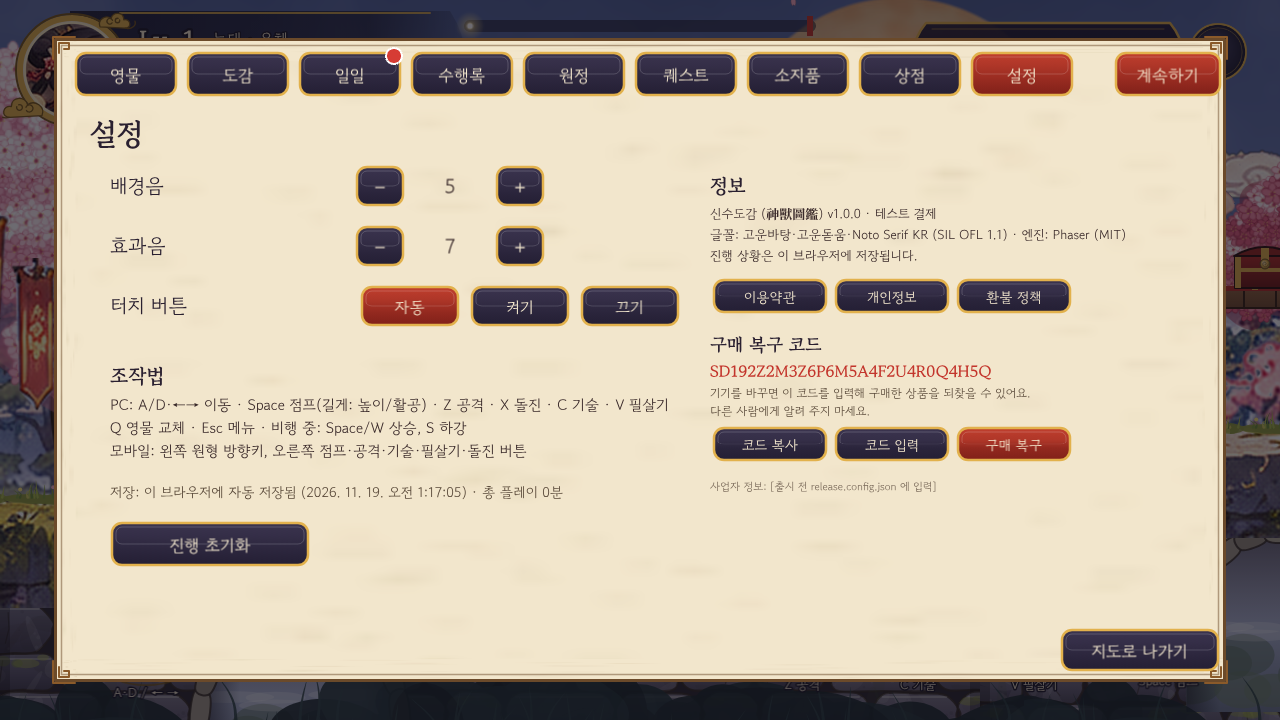 영물 도감 일일 수행록 원정 퀘스트 소지품 상점 설정 계속하기
설정
배경음 - 5 +
효과음 - 7 +
터치 버튼 자동 켜기 끄기
조작법
PC: A/D·←→ 이동 · Space 점프(길게: 높이/활공) · Z 공격 · X 돌진 · C 기술 · V 필살기
Q 영물 교체 · Esc 메뉴 · 비행 중: Space/W 상승, S 하강
모바일: 왼쪽 원형 방향키, 오른쪽 점프·공격·기술·필살기·돌진 버튼
저장: 이 브라우저에 자동 저장됨 (2026. 11. 19. 오전 1:17:05) · 총 플레이 0분
진행 초기화
정보
신수도감 (神獸圖鑑) v1.0.0 · 테스트 결제
글꼴: 고운바탕·고운돋움·Noto Serif KR (SIL OFL 1.1) · 엔진: Phaser (MIT)
진행 상황은 이 브라우저에 저장됩니다.
이용약관 개인정보 환불 정책
구매 복구 코드
SD192Z2M3Z6P6M5A4F2U4R0Q4H5Q
기기를 바꾸면 이 코드를 입력해 구매한 상품을 되찾을 수 있어요.
다른 사람에게 알려 주지 마세요.
코드 복사 코드 입력 구매 복구
사업자 정보: [출시 전 release.config.json 에 입력]
지도로 나가기
A·D / ←→ Z 공격 C 기술 V 필살기